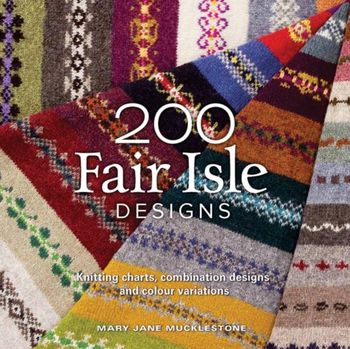 200
Fair Isle
DESIGNS
Knitting charts, combination designs
and colour variations
MARY JANE MUCKLESTONE